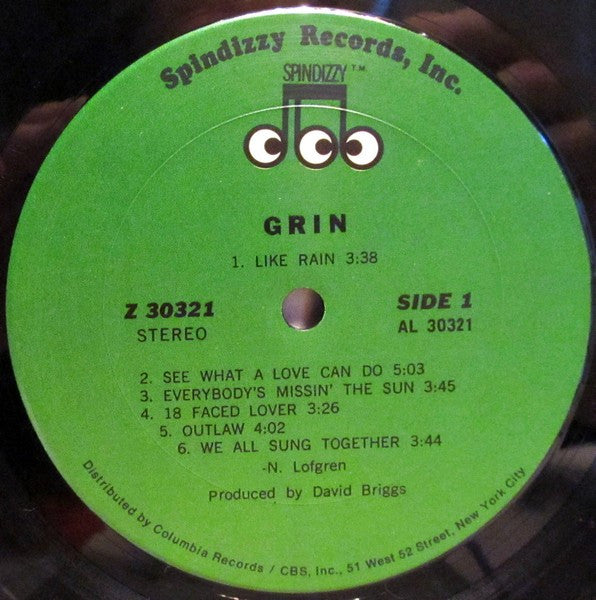 Spindizzy Records, Inc.
SPINDIZZY™
GRIN
1. LIKE RAIN 3:38
Z 30321
STEREO
SIDE 1
AL 30321
2. SEE WHAT A LOVE CAN DO 5:03
3. EVERYBODY'S MISSIN' THE SUN 3:45
4. 18 FACED LOVER 3:26
5. OUTLAW 4:02
6. WE ALL SUNG TOGETHER 3:44
-N. Lofgren
Produced by David Briggs
Distributed by Columbia Records / CBS, Inc., 51 West 52 Street, New York City